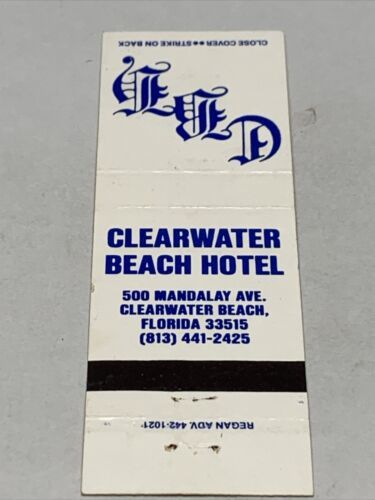 CLOSE COVER●●STRIKE ON BACK
CBH
CLEARWATER
BEACH HOTEL
500 MANDALAY AVE.
CLEARWATER BEACH,
FLORIDA 33515
(813) 441-2425
REGAN ADV. 442-1021